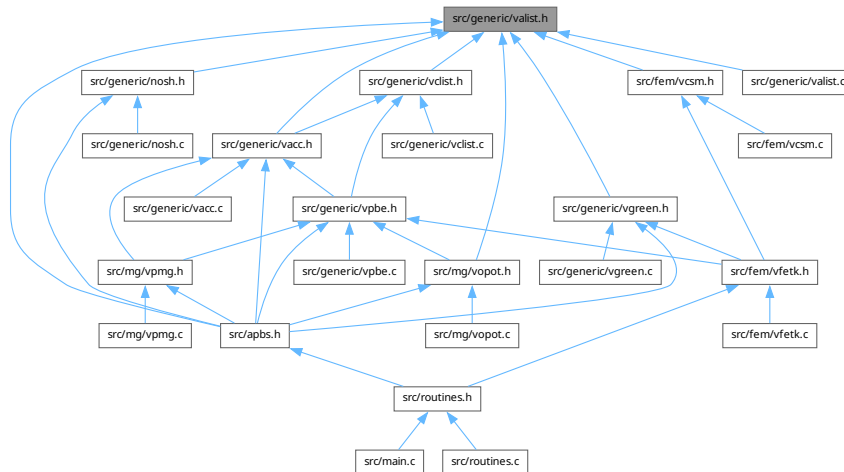 src/generic/valist.h
src/generic/nosh.h
src/generic/vclist.h
src/fem/vcsm.h
src/generic/valist.c
src/generic/nosh.c
src/generic/vacc.h
src/generic/vclist.c
src/fem/vcsm.c
src/generic/vacc.c
src/generic/vpbe.h
src/generic/vgreen.h
src/mg/vpmg.h
src/generic/vpbe.c
src/mg/vopot.h
src/generic/vgreen.c
src/fem/vfetk.h
src/mg/vpmg.c
src/apbs.h
src/mg/vopot.c
src/fem/vfetk.c
src/routines.h
src/main.c
src/routines.c